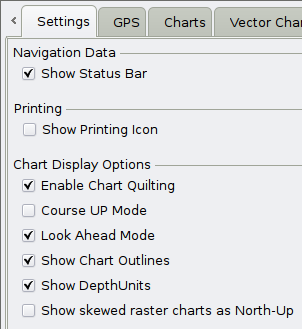 Settings GPS Charts Vector Char
Navigation Data
Show Status Bar
Printing
Show Printing Icon
Chart Display Options
Enable Chart Quilting
Course UP Mode
Look Ahead Mode
Show Chart Outlines
Show DepthUnits
Show skewed raster charts as North-Up